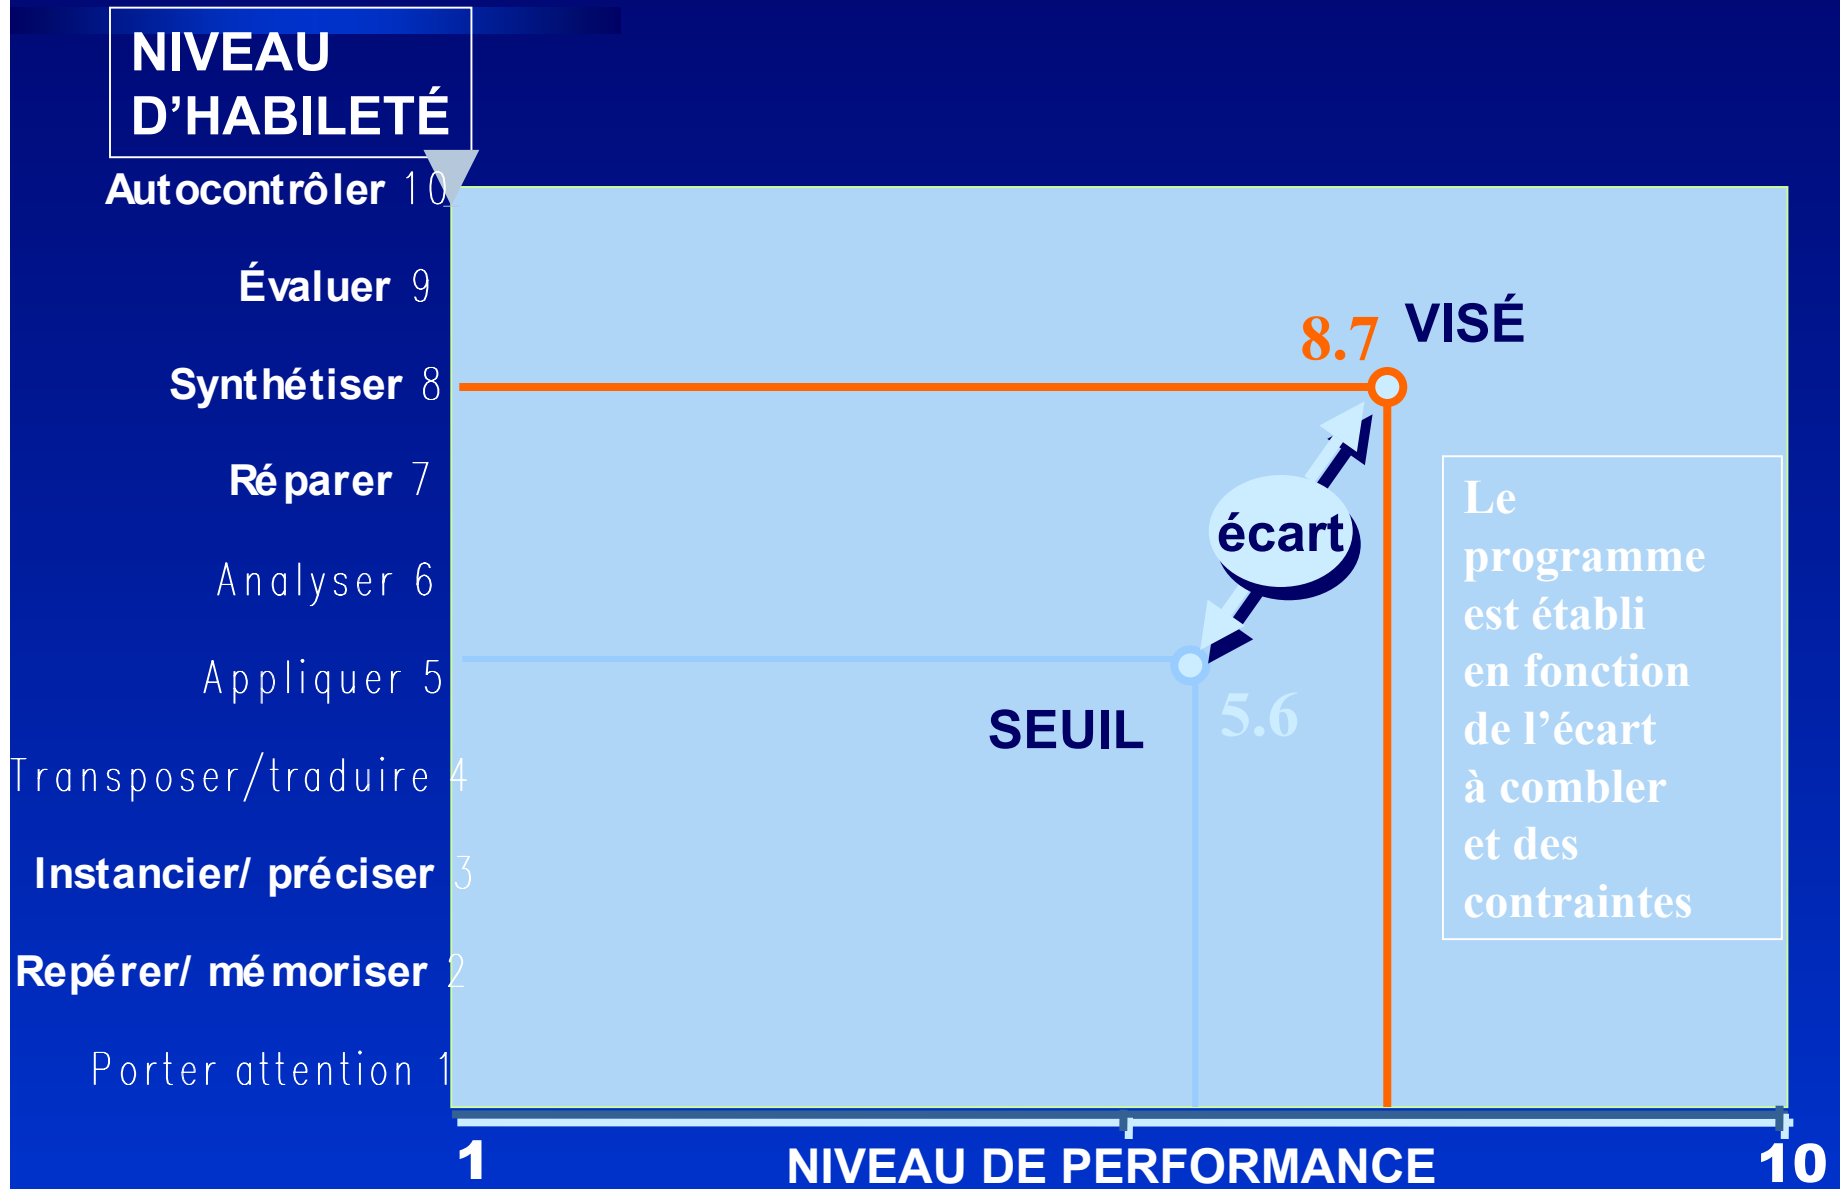 NIVEAU
D’HABILETÉ
Autocontrôler 10
Évaluer 9
8.7 VISÉ
Synthétiser 8
Réparer 7
écart
Analyser 6
Appliquer 5
SEUIL 5.6
Transposer/traduire 4
Instancier/ préciser 3
Repérer/ mémoriser 2
Porter attention 1
Le
programme
est établi
en fonction
de l’écart
à combler
et des
contraintes
1 NIVEAU DE PERFORMANCE 10